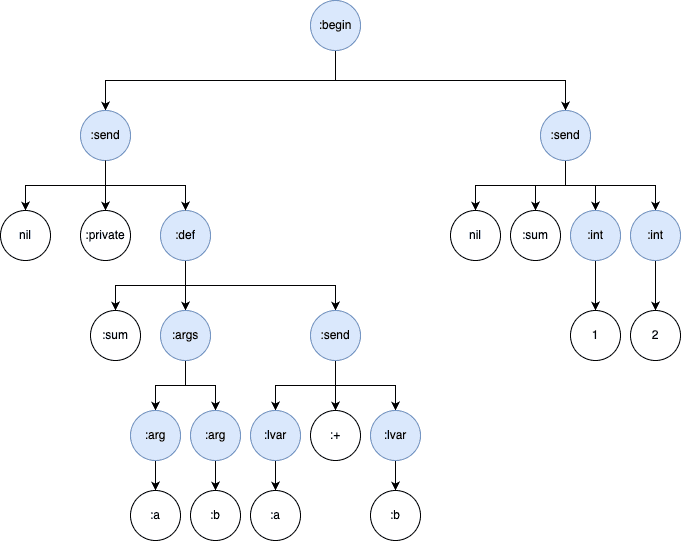 :begin
:send :send
nil :private :def nil :sum :int :int
:sum :args :send 1 2
:arg :arg :lvar :+ :lvar
:a :b :a :b